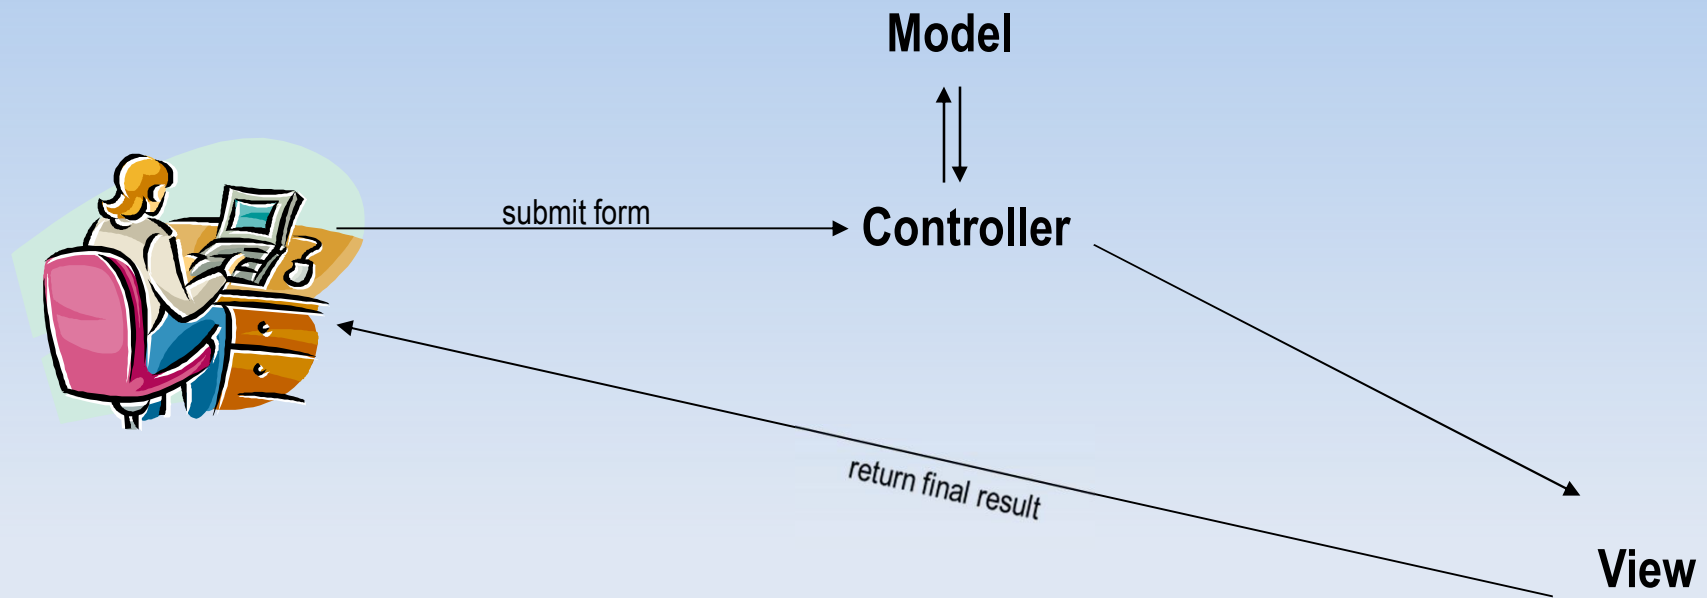 Model
submit form
Controller
return final result
View